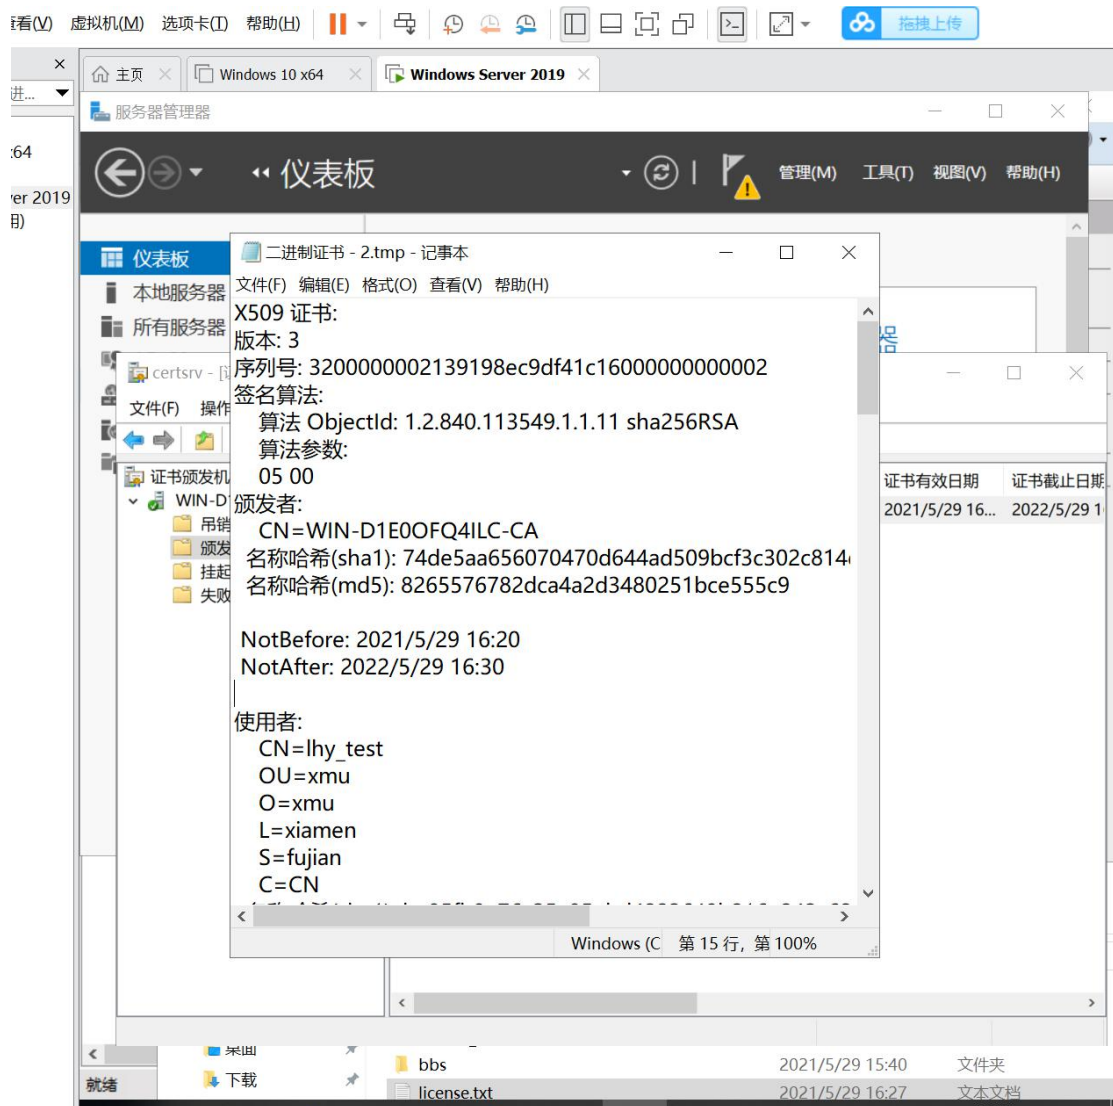 查看(V) 虚拟机(M) 选项卡(T) 帮助(H) 拖拽上传
主页 Windows 10 x64 Windows Server 2019
进...
:64
ver 2019
用)
服务器管理器
仪表板 管理(M) 工具(T) 视图(V) 帮助(H)
仪表板
本地服务器
所有服务器
器
二进制证书 - 2.tmp - 记事本
文件(F) 编辑(E) 格式(O) 查看(V) 帮助(H)
X509 证书:
版本: 3
序列号: 3200000002139198ec9df41c16000000000002
签名算法:
算法 ObjectId: 1.2.840.113549.1.1.11 sha256RSA
算法参数:
05 00
颁发者:
CN=WIN-D1E0OFQ4ILC-CA
名称哈希(sha1): 74de5aa656070470d644ad509bcf3c302c814
名称哈希(md5): 8265576782dca4a2d3480251bce555c9
NotBefore: 2021/5/29 16:20
NotAfter: 2022/5/29 16:30
使用者:
CN=lhy_test
OU=xmu
O=xmu
L=xiamen
S=fujian
C=CN
Windows (C 第 15 行，第 100%
certsrv - [
文件(F) 操作
证书颁发机
WIN-D
吊销
颁发
挂起
失败
证书有效日期 证书截止日期
2021/5/29 16... 2022/5/29 1
桌面
下载
bbs 2021/5/29 15:40 文件夹
license.txt 2021/5/29 16:27 文本文档
就绪